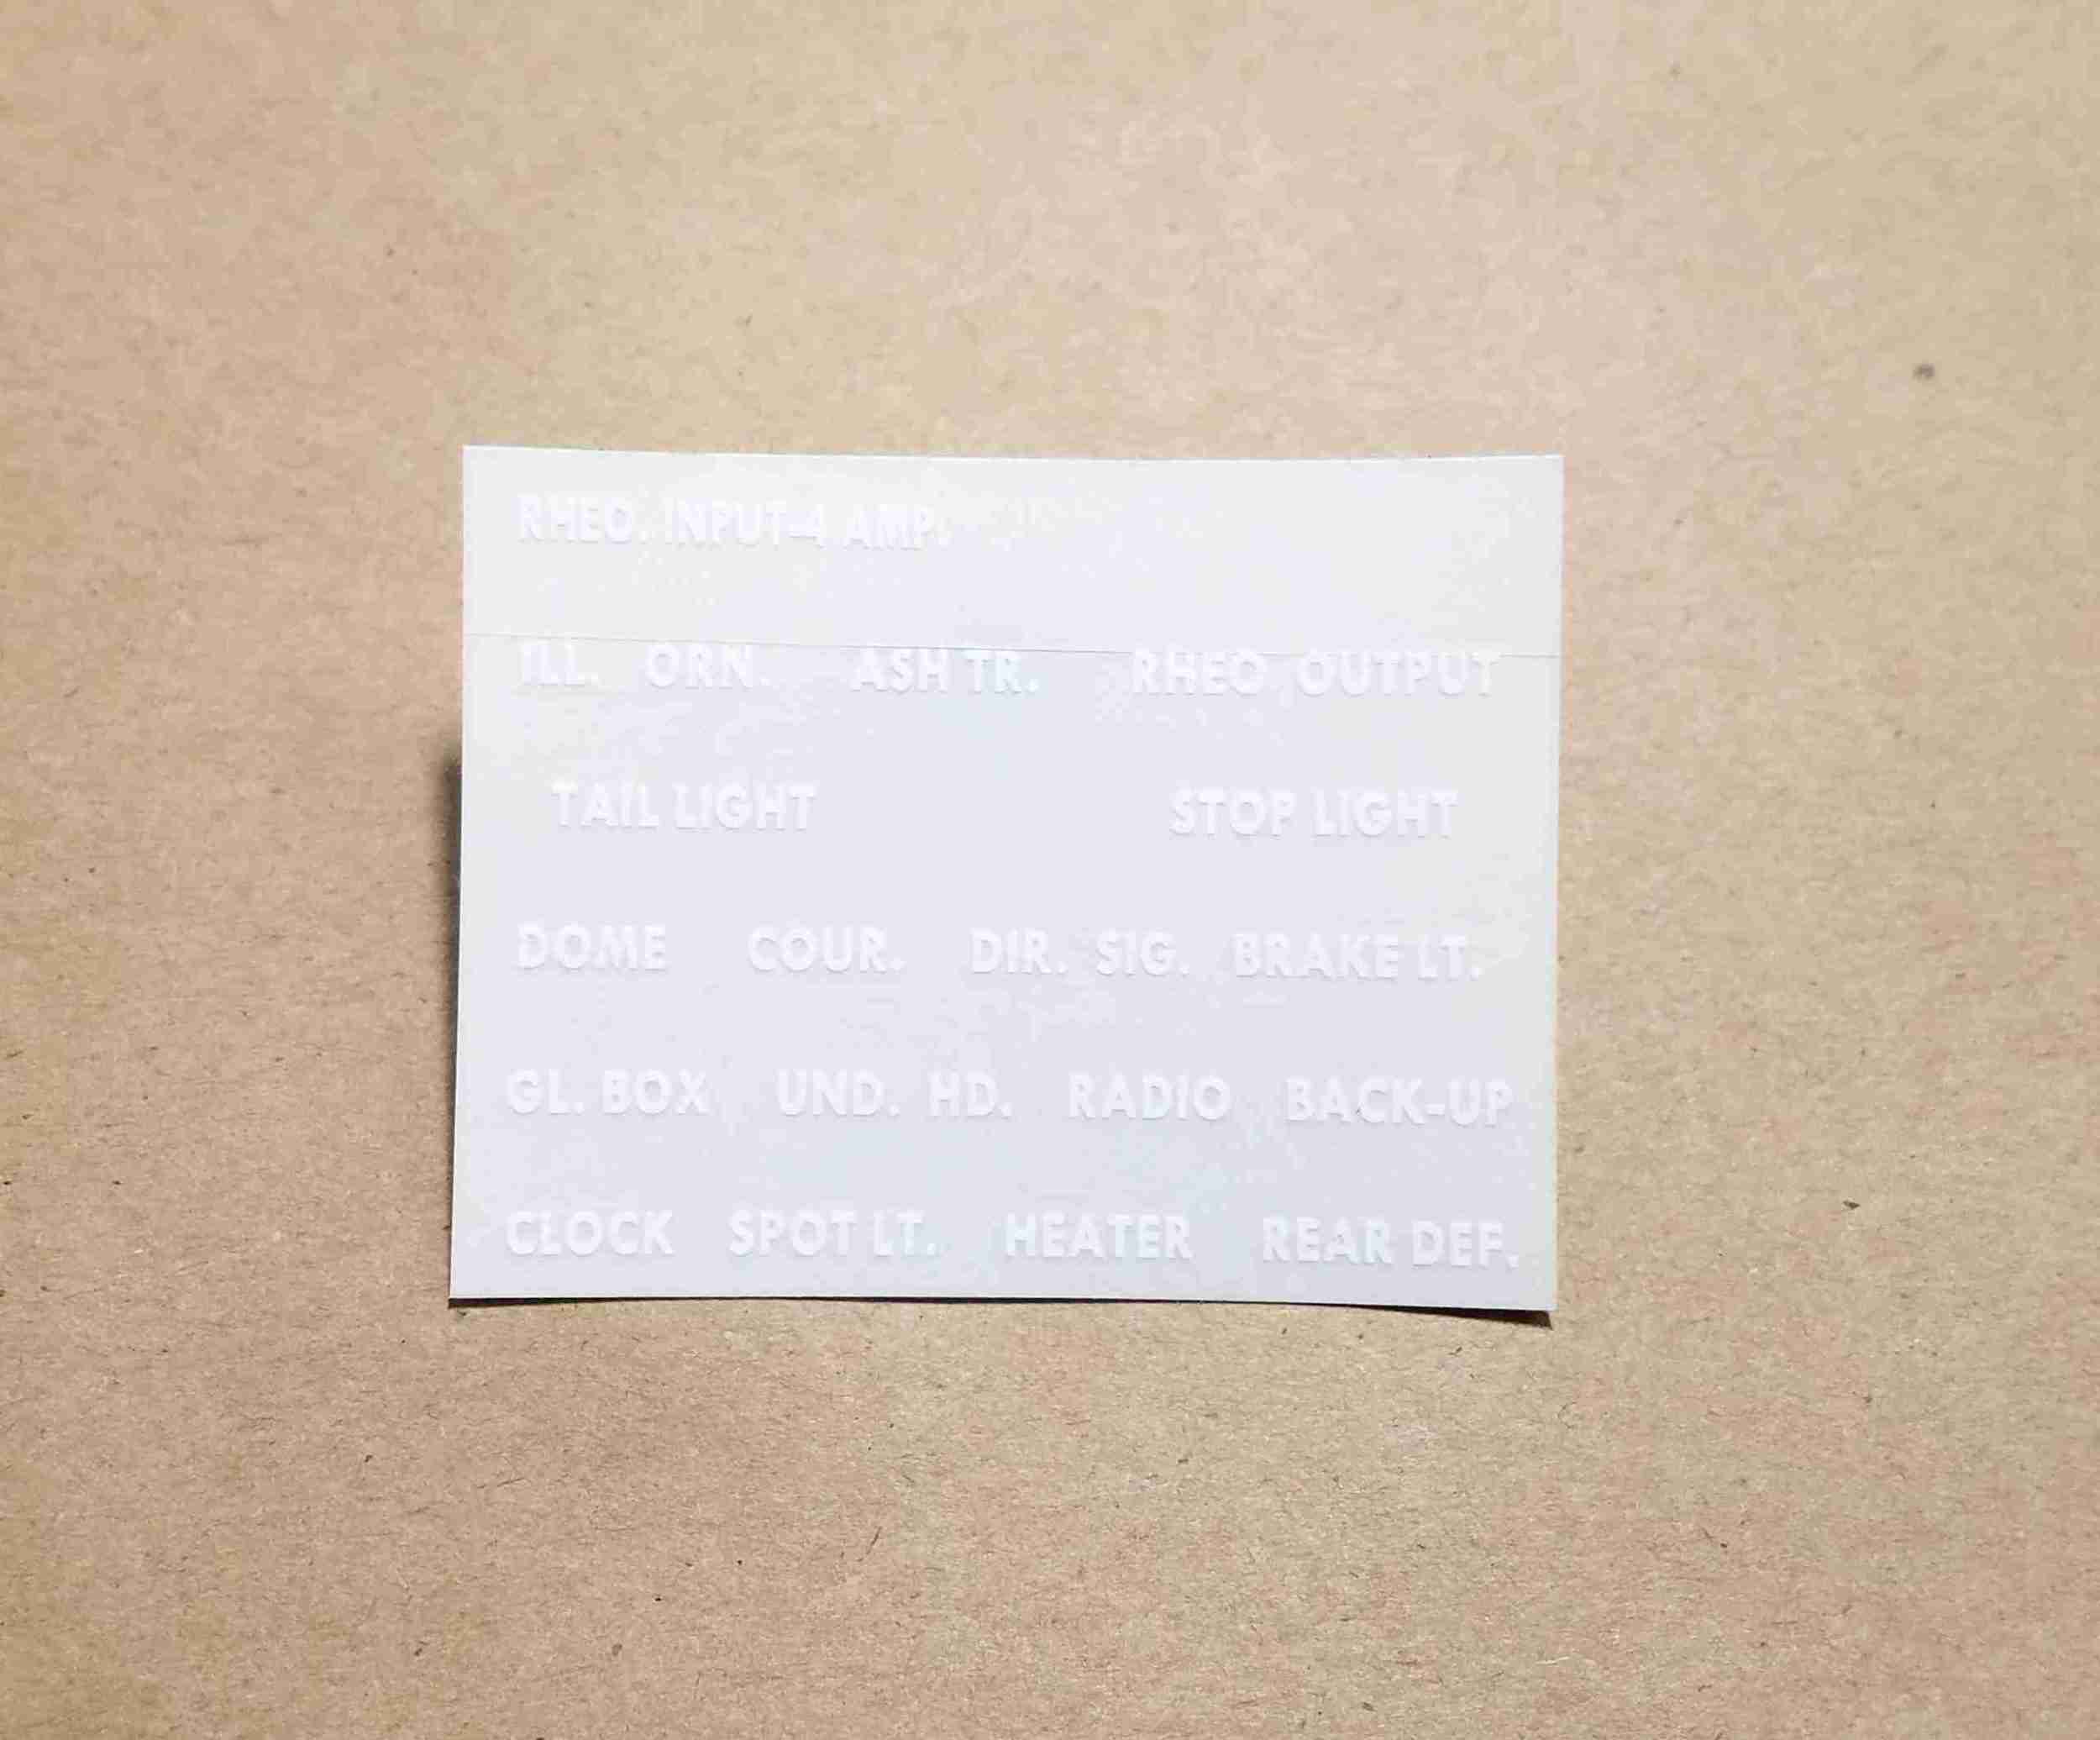 RHEO. INPUT-4 AMP.
ILL. ORN. ASH TR. RHEO OUTPUT
TAIL LIGHT STOP LIGHT
DOME COUR. DIR. SIG. BRAKE LT.
GL. BOX UND. HD. RADIO BACK-UP
CLOCK SPOT LT. HEATER REAR DEF.